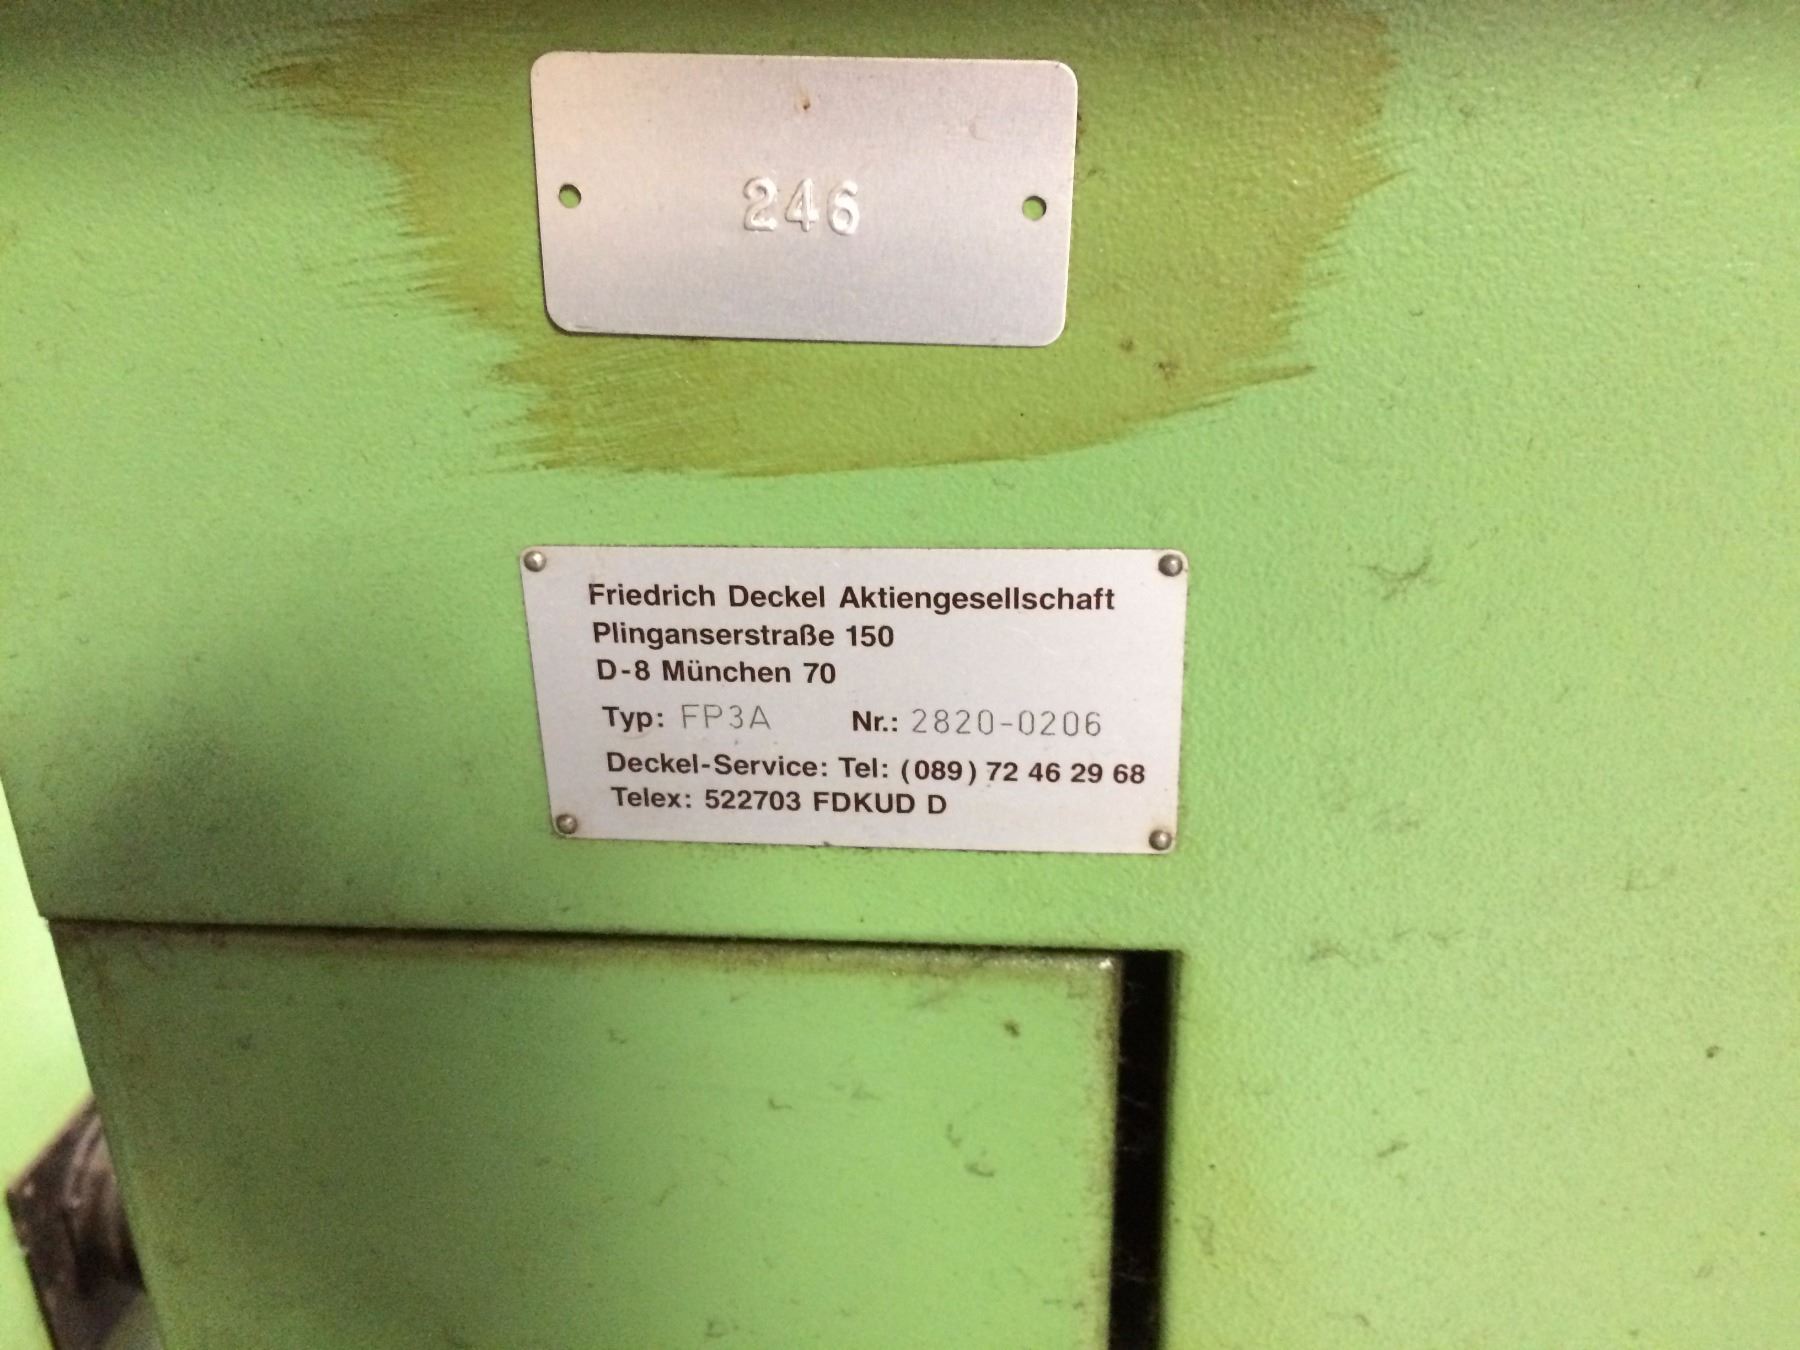 246
Friedrich Deckel Aktiengesellschaft
Plinganserstraße 150
D-8 München 70
Typ: FP3A Nr.: 2820-0206
Deckel-Service: Tel: (089) 72 46 29 68
Telex: 522703 FDKUD D